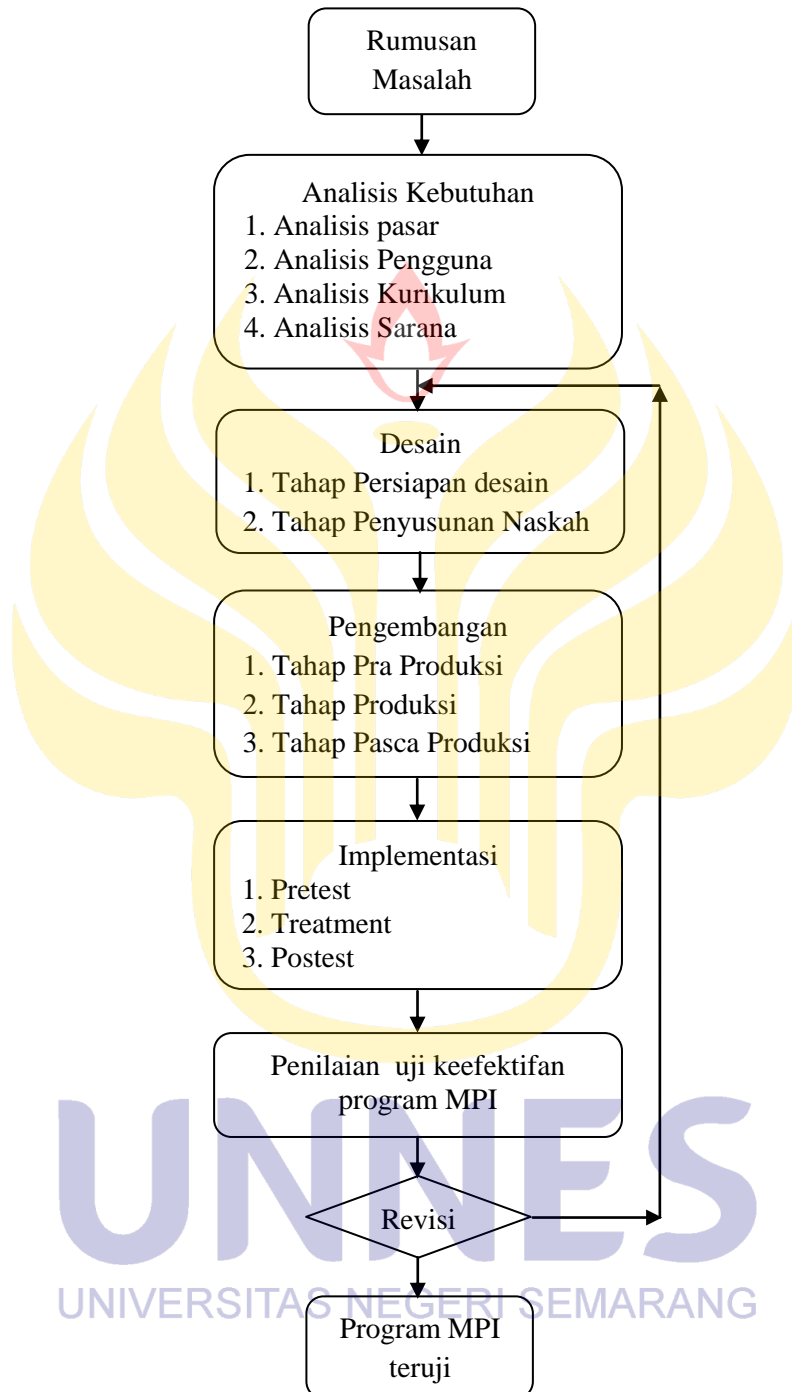 Rumusan
Masalah
Analisis Kebutuhan
1. Analisis pasar
2. Analisis Pengguna
3. Analisis Kurikulum
4. Analisis Sarana
Desain
1. Tahap Persiapan desain
2. Tahap Penyusunan Naskah
Pengembangan
1. Tahap Pra Produksi
2. Tahap Produksi
3. Tahap Pasca Produksi
Implementasi
1. Pretest
2. Treatment
3. Postest
Penilaian uji keefektifan
program MPI
UNNES
Revisi
UNIVERSITAS NEGERI SEMARANG
Program MPI
teruji